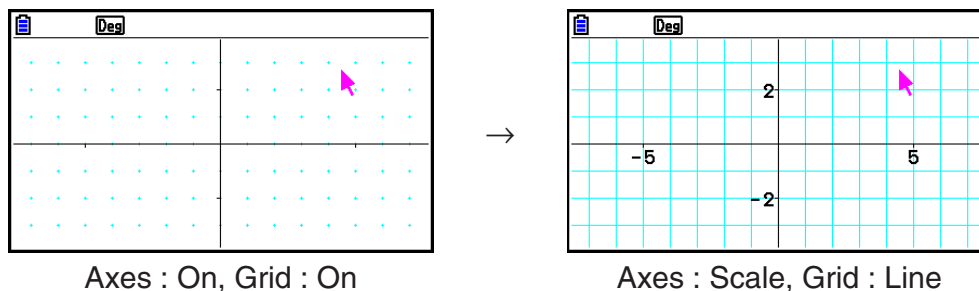 Deg
Deg
2
-5 5
-2
→
Axes : On, Grid : On
Axes : Scale, Grid : Line